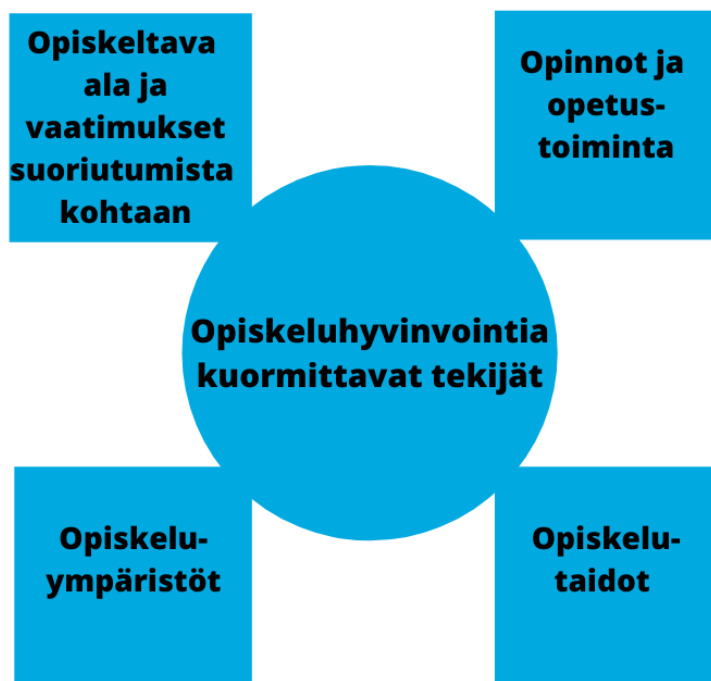 Opiskeltava
ala ja
vaatimukset
suoriutumista
kohtaan
Opinnot ja
opetus-
toiminta
Opiskeluhyvinvointia
kuormittavat tekijät
Opiskelu-
ympäristöt
Opiskelu-
taidot